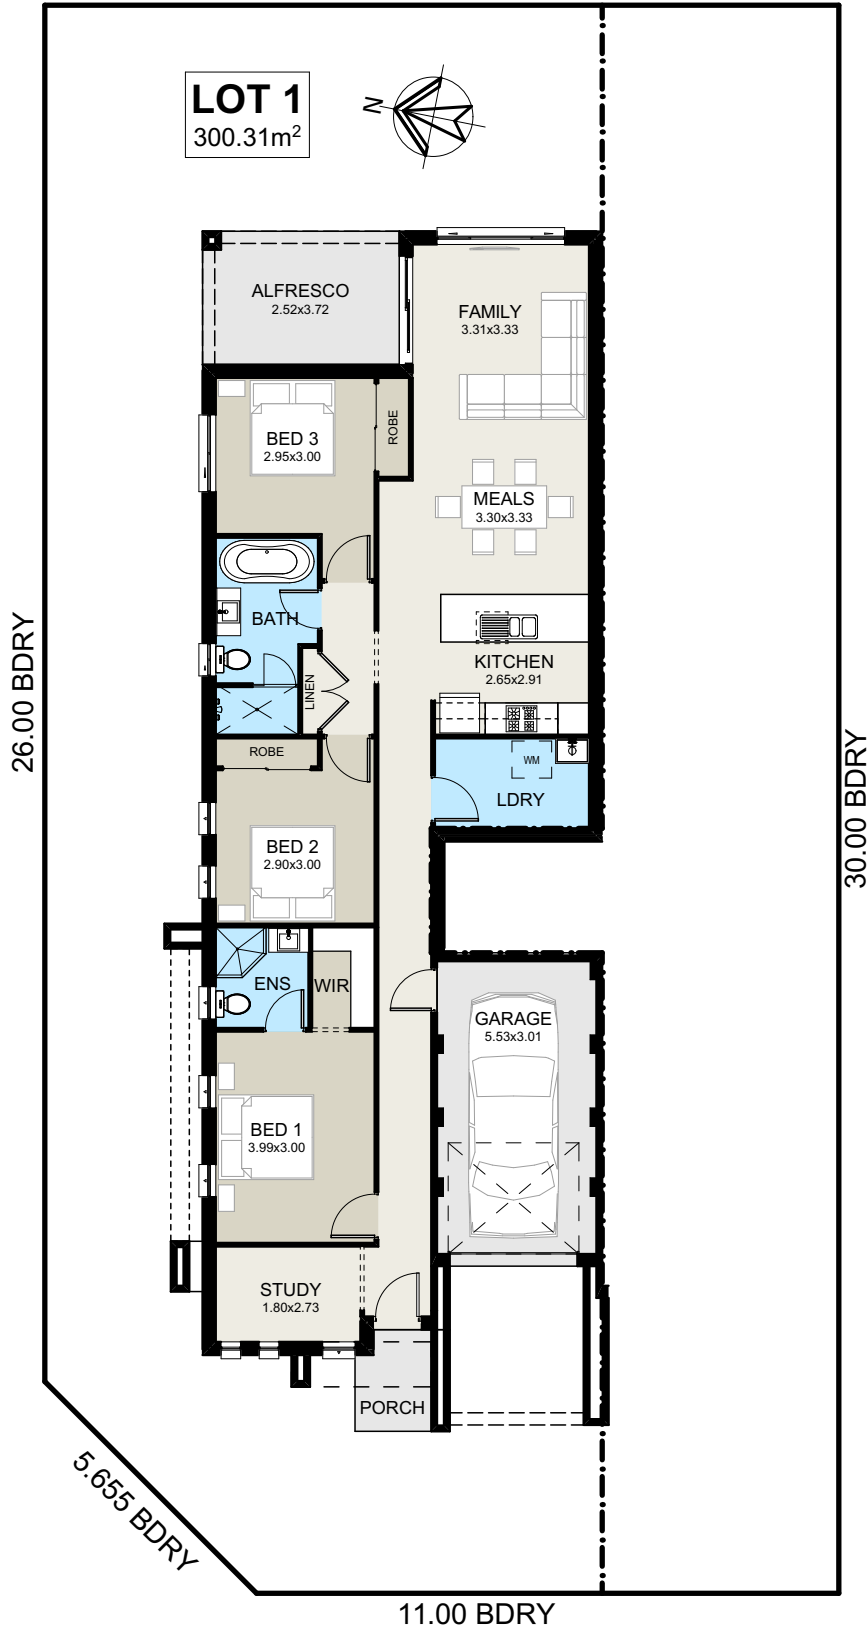 LOT 1
300.31m²
N
ALFRESCO
2.52x3.72
FAMILY
3.31x3.33
BED 3
2.95x3.00
ROBE
MEALS
3.30x3.33
BATH
LINEN
KITCHEN
2.65x2.91
26.00 BDRY
ROBE
WM
LDRY
30.00 BDRY
BED 2
2.90x3.00
ENS
WIR
GARAGE
5.53x3.01
BED 1
3.99x3.00
STUDY
1.80x2.73
PORCH
5.655 BDRY
11.00 BDRY